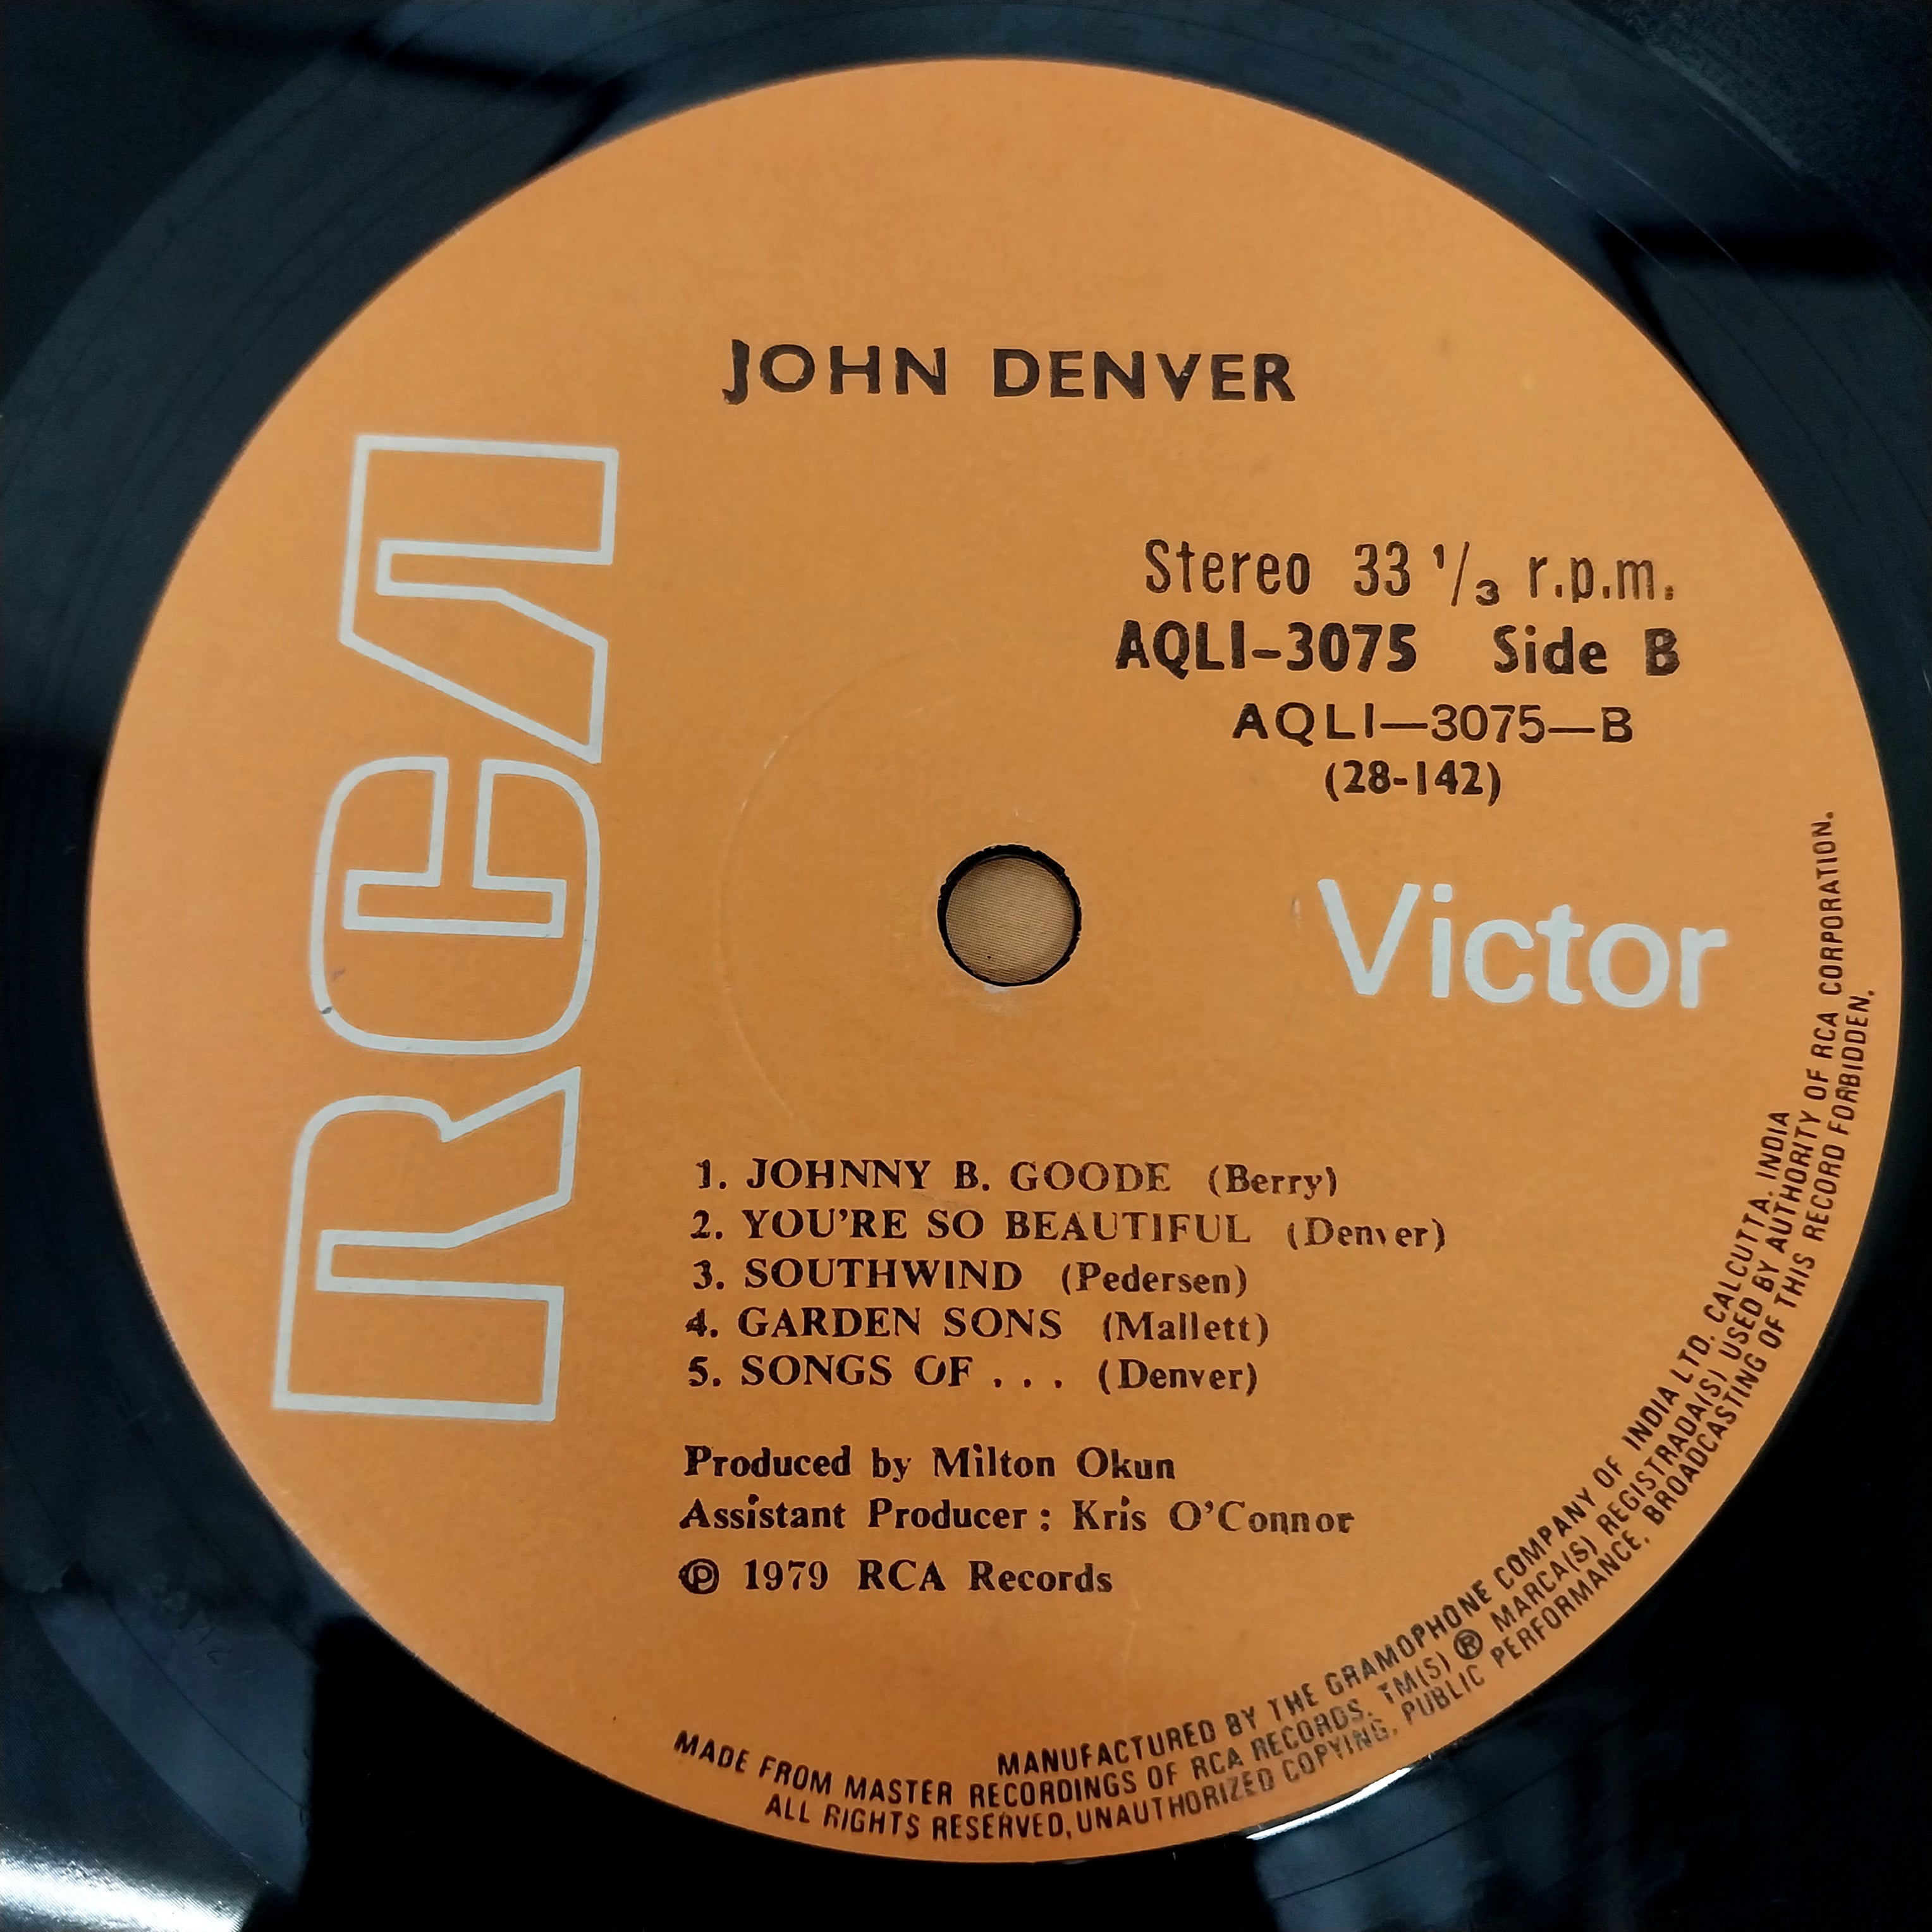 JOHN DENVER
RCA
Stereo 33 1/3 r.p.m.
AQLI-3075 Side B
AQLI—3075—B
(28-142)
Victor
1. JOHNNY B. GOODE (Berry)
2. YOU'RE SO BEAUTIFUL (Denver)
3. SOUTHWIND (Pedersen)
4. GARDEN SONS (Mallett)
5. SONGS OF . . . (Denver)
Produced by Milton Okun
Assistant Producer : Kris O'Connor
℗ 1979 RCA Records
MANUFACTURED BY THE GRAMOPHONE COMPANY OF INDIA LTD. CALCUTTA. INDIA
MADE FROM MASTER RECORDINGS OF RCA RECORDS. TM(S) ® MARCA(S) REGISTRADA(S) USED BY AUTHORITY OF RCA CORPORATION.
ALL RIGHTS RESERVED, UNAUTHORIZED COPYING, PUBLIC PERFORMANCE, BROADCASTING OF THIS RECORD FORBIDDEN.